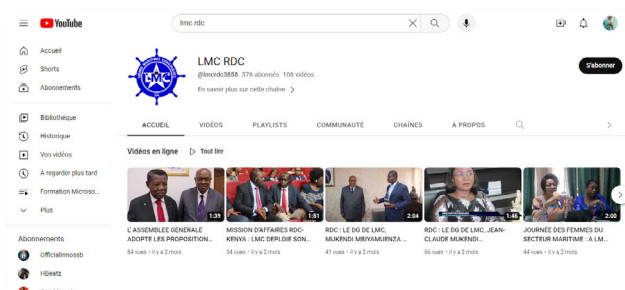 YouTube
lmc rdc
Accueil
Shorts
Abonnements
Bibliothèque
Historique
Vos vidéos
À regarder plus tard
Formation Microso...
Plus
Abonnements
Officialinnossb
HBeatz
LMC
LMC RDC
@lmcrdc3858 376 abonnés 106 vidéos
En savoir plus sur cette chaîne
S'abonner
ACCUEIL VIDÉOS PLAYLISTS COMMUNAUTÉ CHAÎNES À PROPOS
Vidéos en ligne Tout lire
1:39 1:51 2:04 1:46 2:00
L' ASSEMBLEE GENERALE
ADOPTE LES PROPOSITION...
84 vues • il y a 2 mois
MISSION D'AFFAIRES RDC-
KENYA : LMC DEPLOIE SON...
34 vues • il y a 2 mois
RDC : LE DG DE LMC,
MUKENDI MBIYAMUENZA ...
41 vues • il y a 2 mois
RDC : LE DG DE LMC, JEAN-
CLAUDE MUKENDI...
66 vues • il y a 2 mois
JOURNÉE DES FEMMES DU
SECTEUR MARITIME : A LM...
44 vues • il y a 2 mois